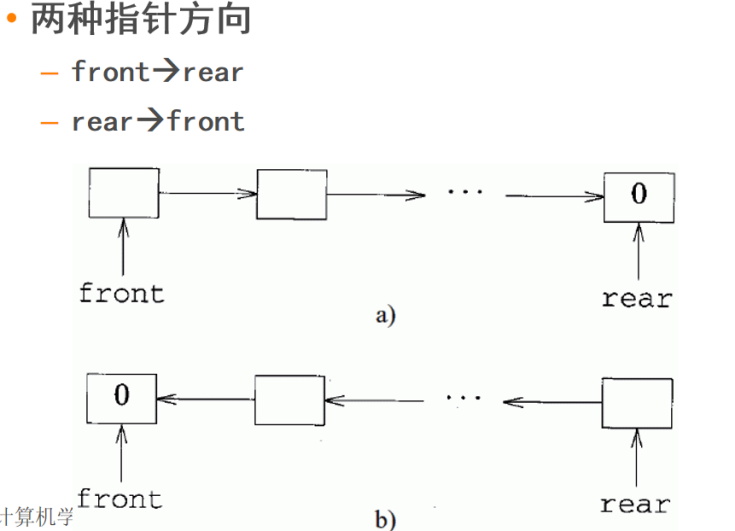 • 两种指针方向
– front→rear
– rear→front
...
0
front
rear
a)
0
...
front
rear
计算机学
b)